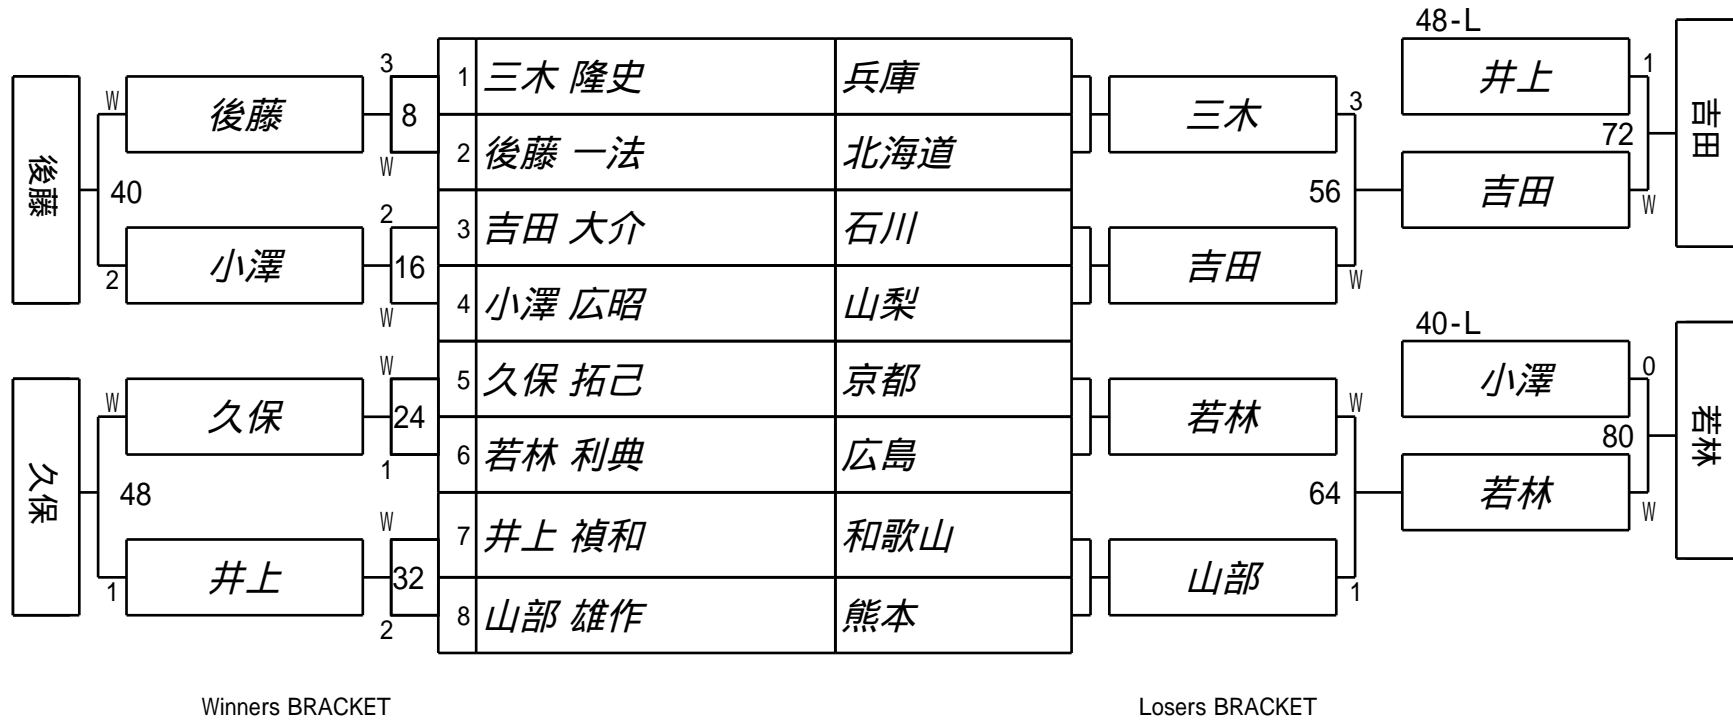 48-L
3
1 三木 隆史 兵庫
井上 1
W 後藤 8
三木 3
72
吉田
W
2 後藤 一法 北海道
後藤
40
56
吉田 W
2
3 吉田 大介 石川
2 小澤 16
吉田 W
W
4 小澤 広昭 山梨
40-L
W
5 久保 拓己 京都
小澤 0
W 久保 24
若林 W
80
若林
1
6 若林 利典 広島
久保
48
64
若林 W
W
7 井上 禎和 和歌山
1 井上 32
山部 1
2
8 山部 雄作 熊本
Winners BRACKET
Losers BRACKET